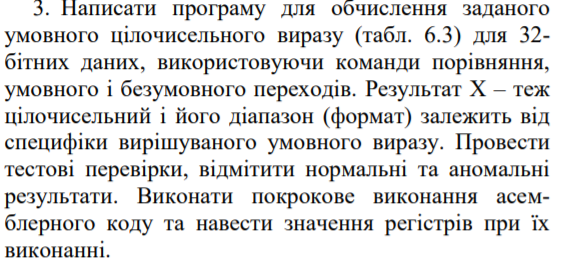 3. Написати програму для обчислення заданого
умовного цілочисельного виразу (табл. 6.3) для 32-
бітних даних, використовуючи команди порівняння,
умовного і безумовного переходів. Результат X – теж
цілочисельний і його діапазон (формат) залежить від
специфіки вирішуваного умовного виразу. Провести
тестові перевірки, відмітити нормальні та аномальні
результати. Виконати покрокове виконання асем-
блерного коду та навести значення регістрів при їх
виконанні.